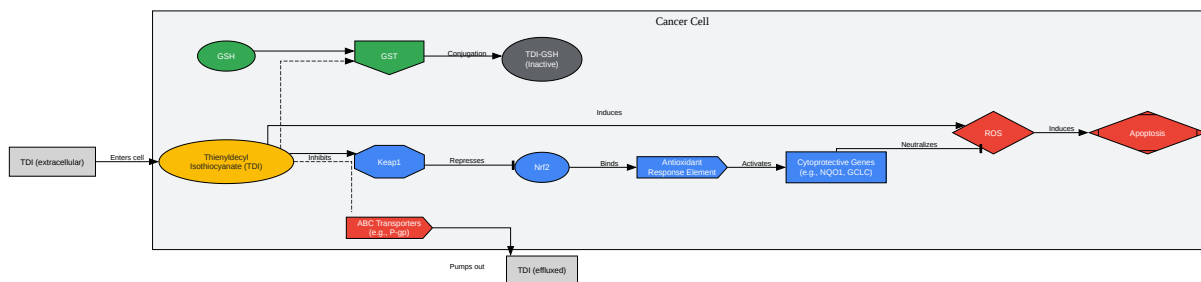 Cancer Cell
GSH
GST
Conjugation
TDI-GSH
(Inactive)
Induces
TDI (extracellular)
Enters cell
Thienyldecyl
Isothiocyanate (TDI)
Inhibits
Keap1
Represses
Nrf2
Binds
Antioxidant
Response Element
Activates
Cytoprotective Genes
(e.g., NQO1, GCLC)
Neutralizes
ROS
Induces
Apoptosis
ABC Transporters
(e.g., P-gp)
Pumps out
TDI (effluxed)